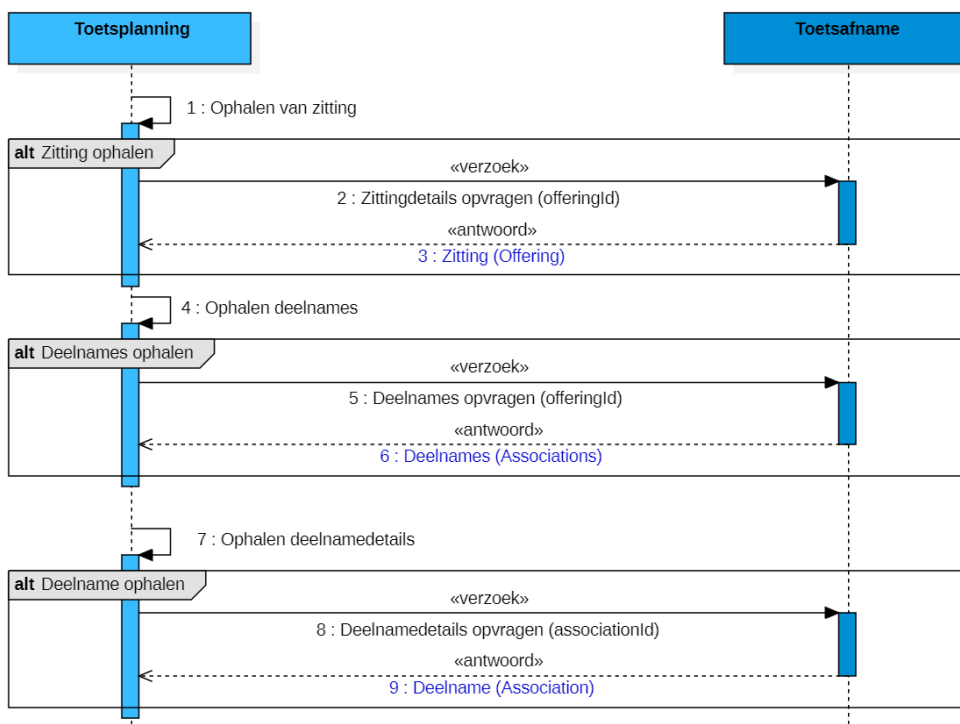 Toetsplanning
Toetsafname
1 : Ophalen van zitting
alt Zitting ophalen
«verzoek»
2 : Zittingdetails opvragen (offeringId)
«antwoord»
3 : Zitting (Offering)
4 : Ophalen deelnames
alt Deelnames ophalen
«verzoek»
5 : Deelnames opvragen (offeringId)
«antwoord»
6 : Deelnames (Associations)
7 : Ophalen deelnamedetails
alt Deelname ophalen
«verzoek»
8 : Deelnamedetails opvragen (associationId)
«antwoord»
9 : Deelname (Association)